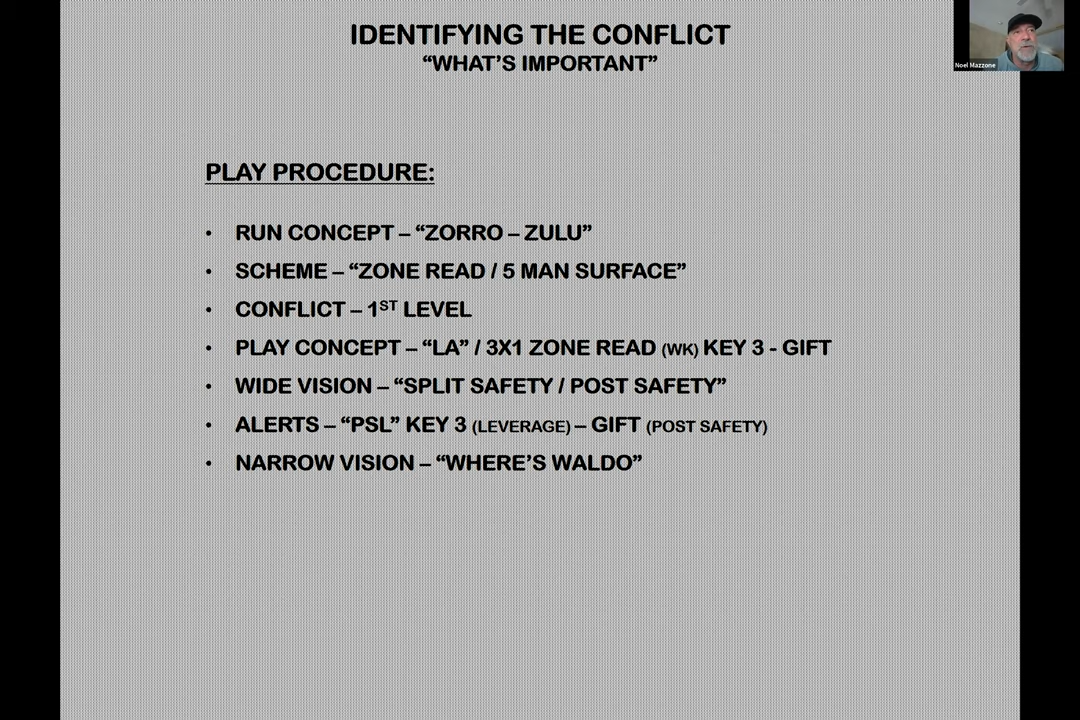 IDENTIFYING THE CONFLICT
“WHAT’S IMPORTANT”
Noel Mazzone
PLAY PROCEDURE:
• RUN CONCEPT – “ZORRO – ZULU”
• SCHEME – “ZONE READ / 5 MAN SURFACE”
• CONFLICT – 1ST LEVEL
• PLAY CONCEPT – “LA” / 3X1 ZONE READ (WK) KEY 3 - GIFT
• WIDE VISION – “SPLIT SAFETY / POST SAFETY”
• ALERTS – “PSL” KEY 3 (LEVERAGE) – GIFT (POST SAFETY)
• NARROW VISION – “WHERE’S WALDO”